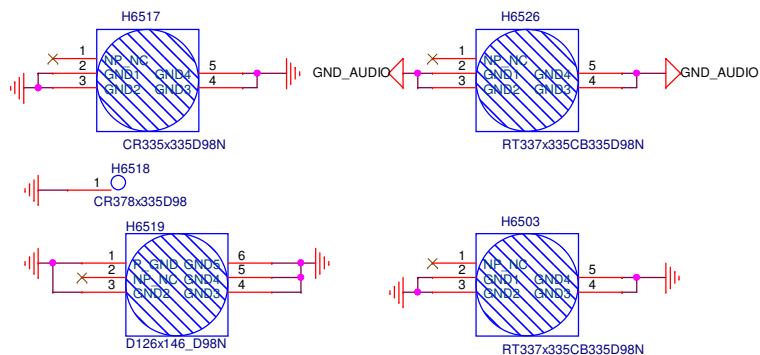 H6517
1 NP_NC
2 GND1 GND4 5
3 GND2 GND3 4
CR335x335D98N
H6526
1 NP_NC
GND_AUDIO 2 GND1 GND4 5 GND_AUDIO
3 GND2 GND3 4
RT337x335CB335D98N
H6518
1
CR378x335D98
H6519
1 P_GND GND5 6
2 NP_NC GND4 5
3 GND2 GND3 4
D126x146_D98N
H6503
1 NP_NC
2 GND1 GND4 5
3 GND2 GND3 4
RT337x335CB335D98N